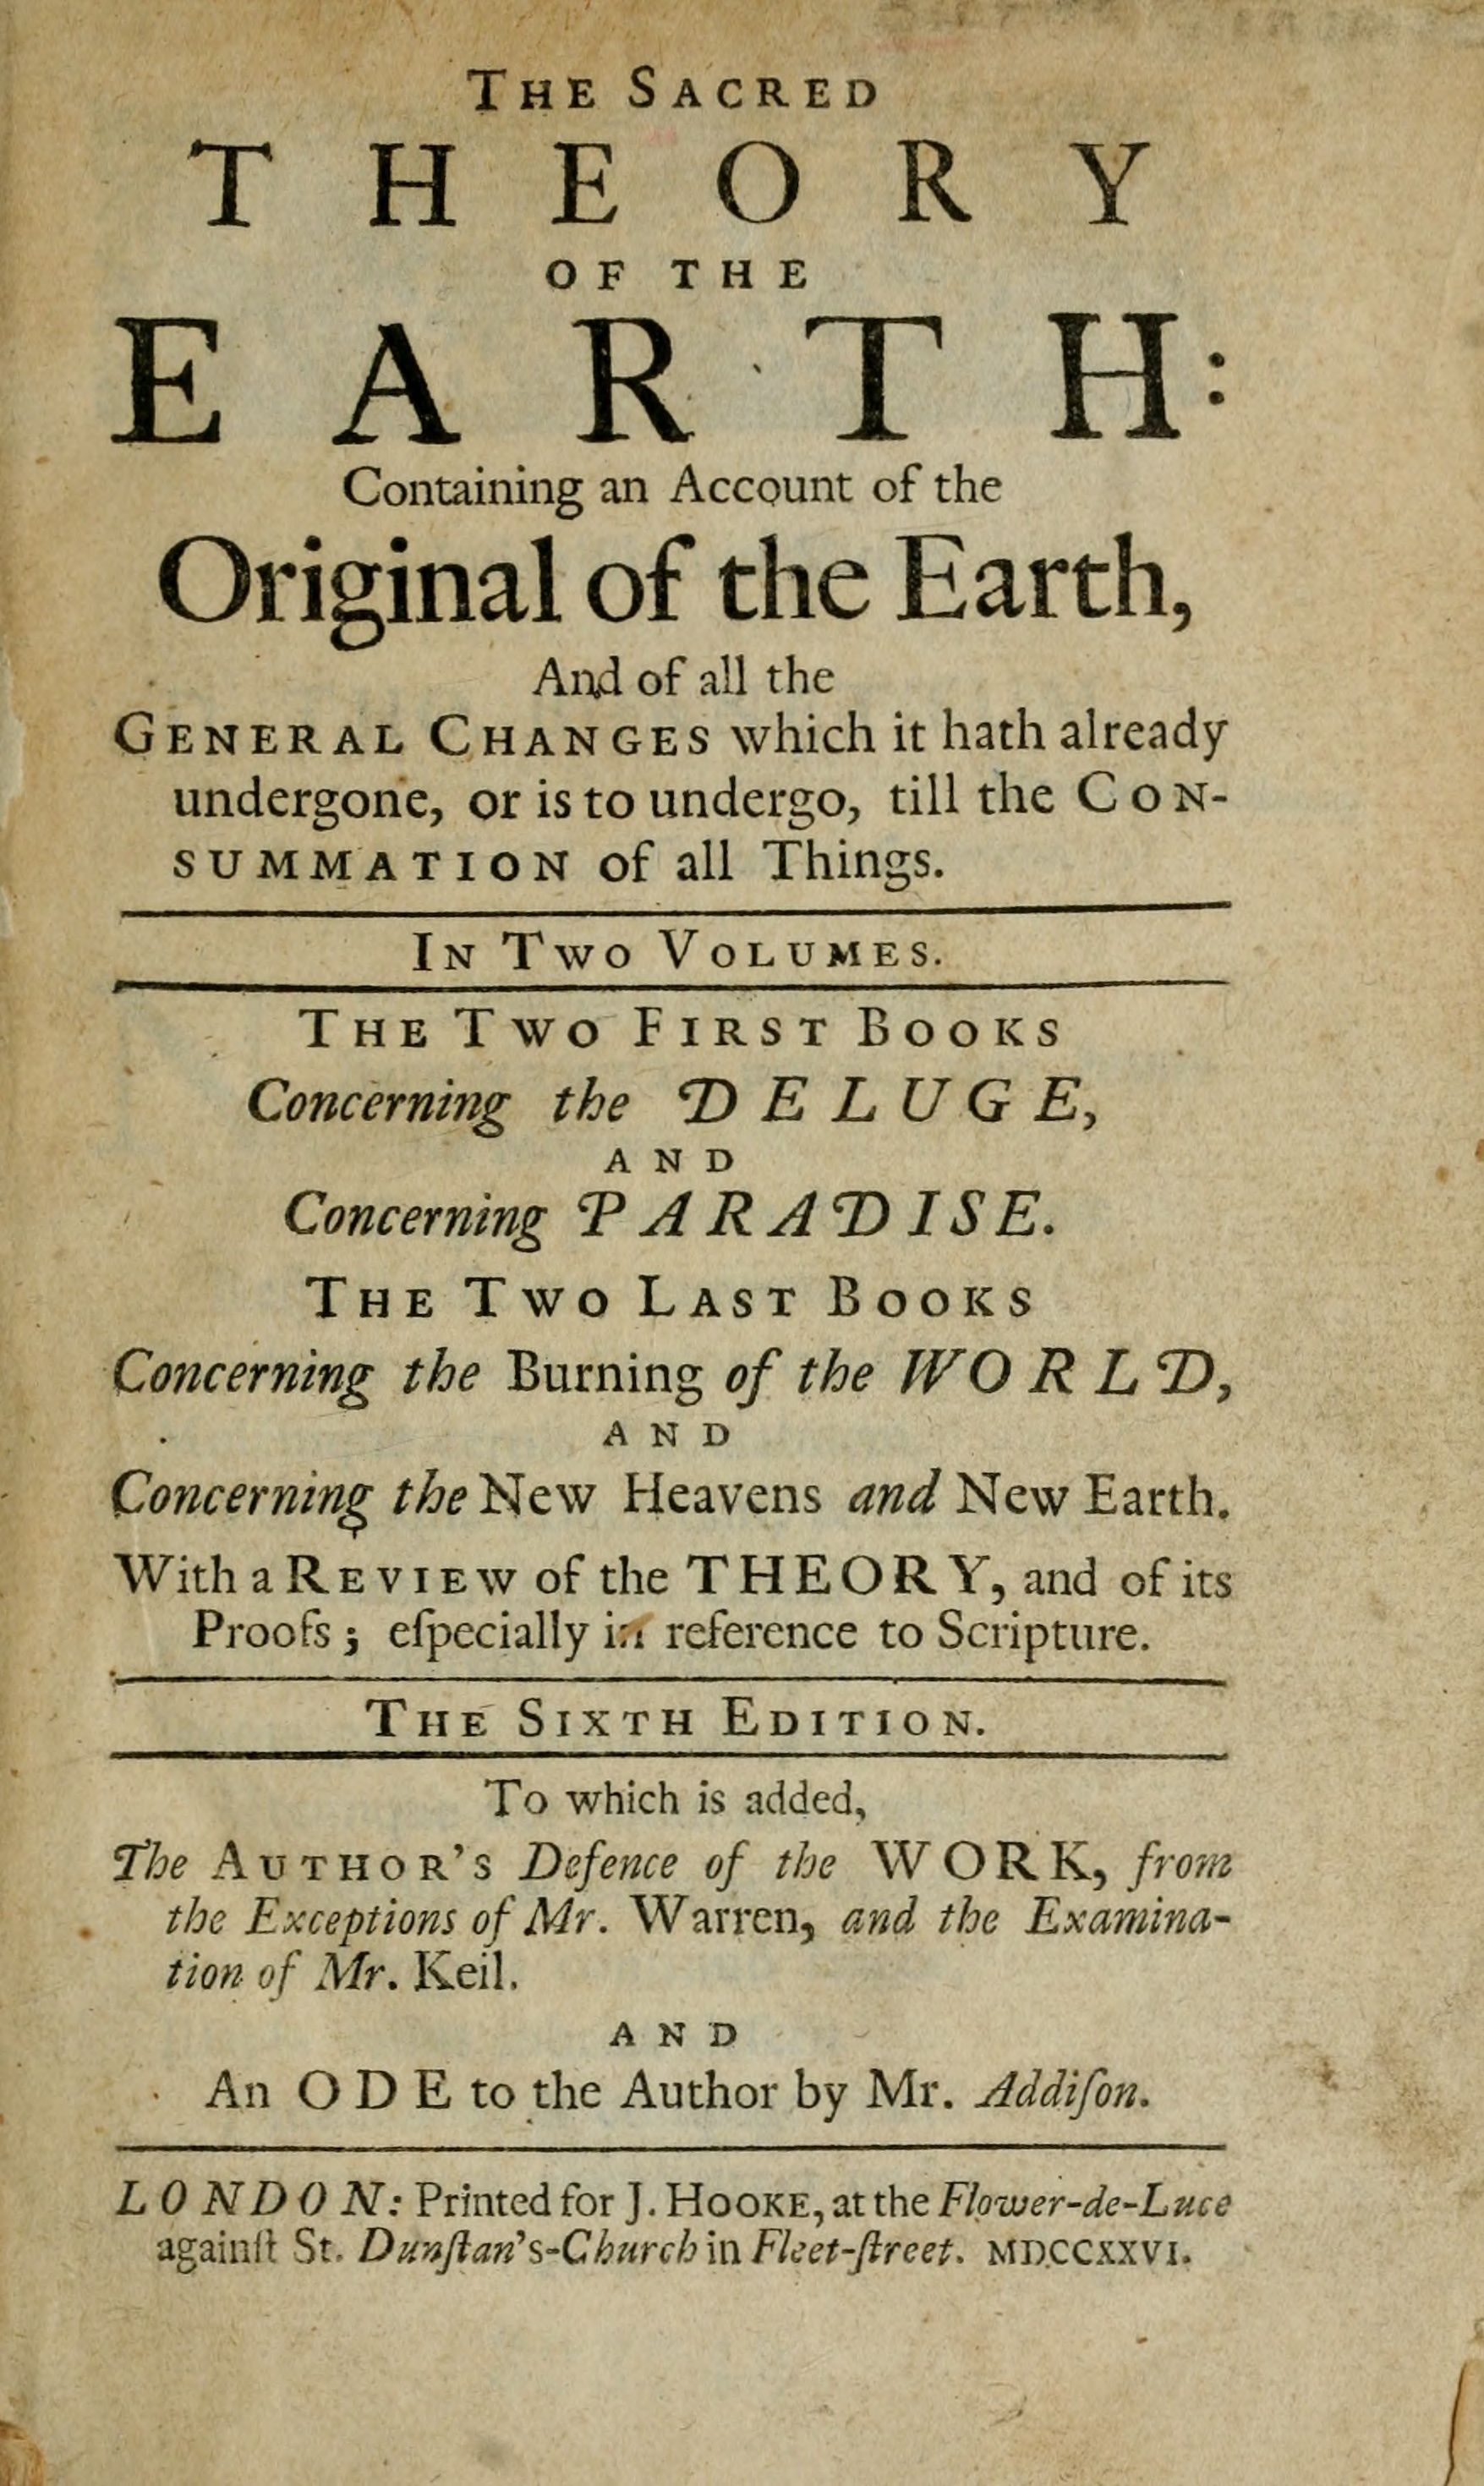 THE SACRED
THEORY
OF THE
EARTH:
Containing an Account of the
Original of the Earth,
And of all the
GENERAL CHANGES which it hath already
undergone, or is to undergo, till the CON-
SUMMATION of all Things.
IN TWO VOLUMES.
THE TWO FIRST BOOKS
Concerning the DELUGE,
AND
Concerning PARADISE.
THE TWO LAST BOOKS
Concerning the Burning of the WORLD,
AND
Concerning the New Heavens and New Earth.
With a REVIEW of the THEORY, and of its
Proofs; eſpecially in reference to Scripture.
THE SIXTH EDITION.
To which is added,
The AUTHOR'S Defence of the WORK, from
the Exceptions of Mr. Warren, and the Examina-
tion of Mr. Keil.
AND
An ODE to the Author by Mr. Addiſon.
LONDON: Printed for J. HOOKE, at the Flower-de-Luce
againſt St. Dunſtan's-Church in Fleet-ſtreet. MDCCXXVI.